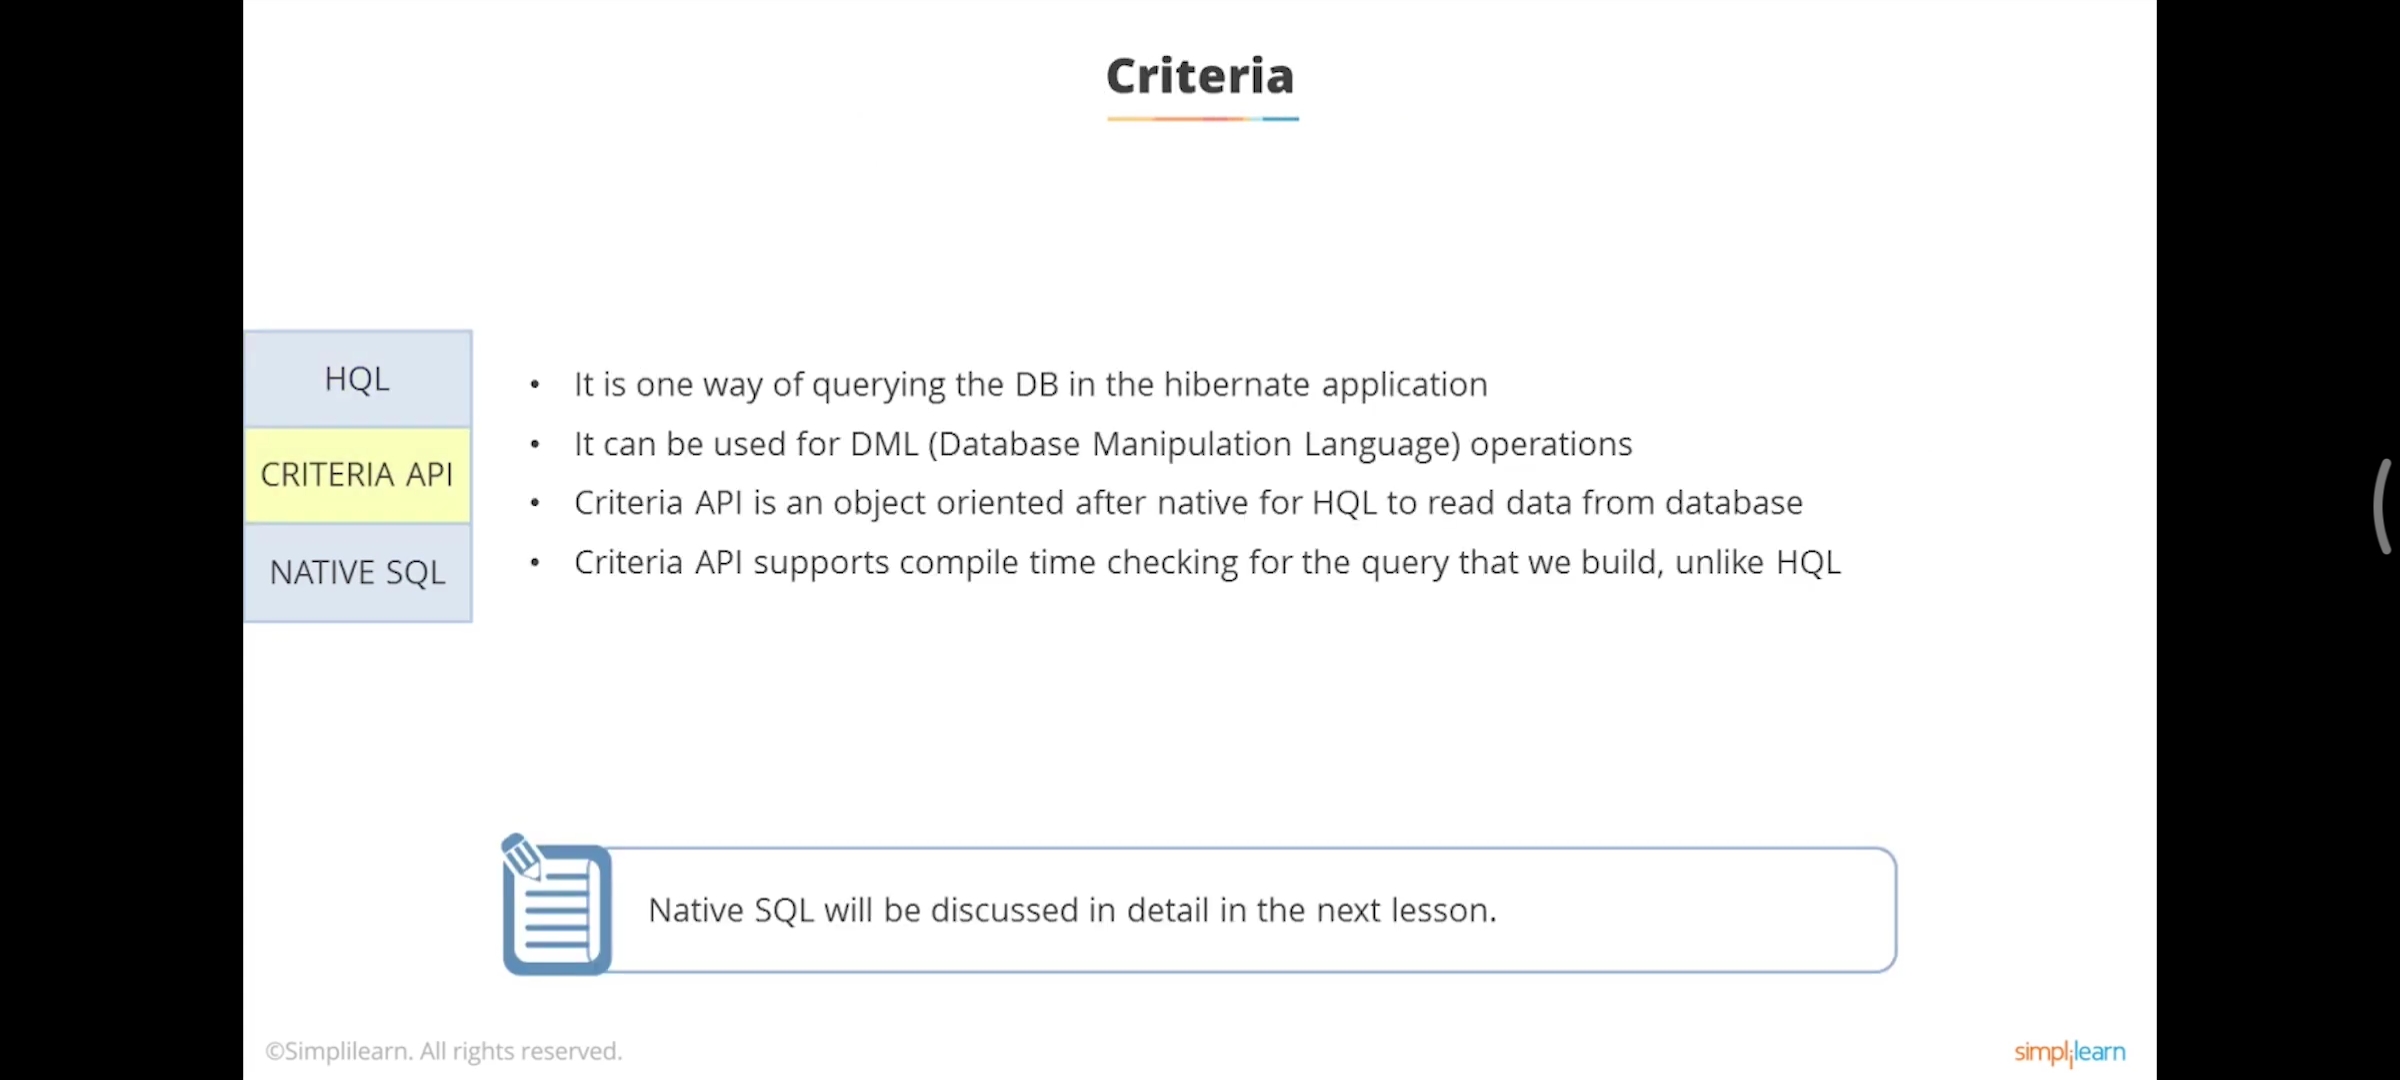 Criteria
HQL
CRITERIA API
NATIVE SQL
• It is one way of querying the DB in the hibernate application
• It can be used for DML (Database Manipulation Language) operations
• Criteria API is an object oriented after native for HQL to read data from database
• Criteria API supports compile time checking for the query that we build, unlike HQL
Native SQL will be discussed in detail in the next lesson.
©Simplilearn. All rights reserved.
simplilearn